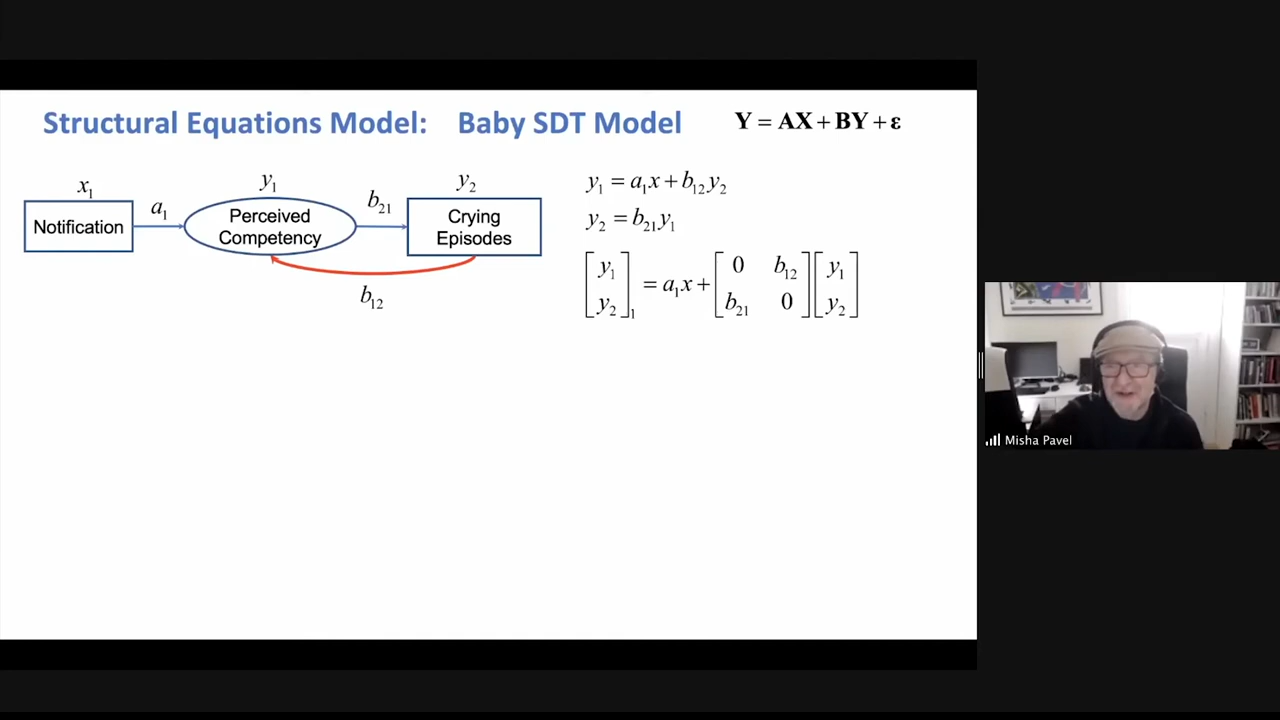 Structural Equations Model: Baby SDT Model
Y = AX + BY + ε
x₁
y₁
y₂
a₁
b₂₁
Notification
Perceived
Competency
Crying
Episodes
b₁₂
y₁ = a₁x + b₁₂y₂
y₂ = b₂₁y₁
[y₁ y₂]₁ = a₁x + [0 b₁₂ b₂₁ 0] [y₁ y₂]
Misha Pavel